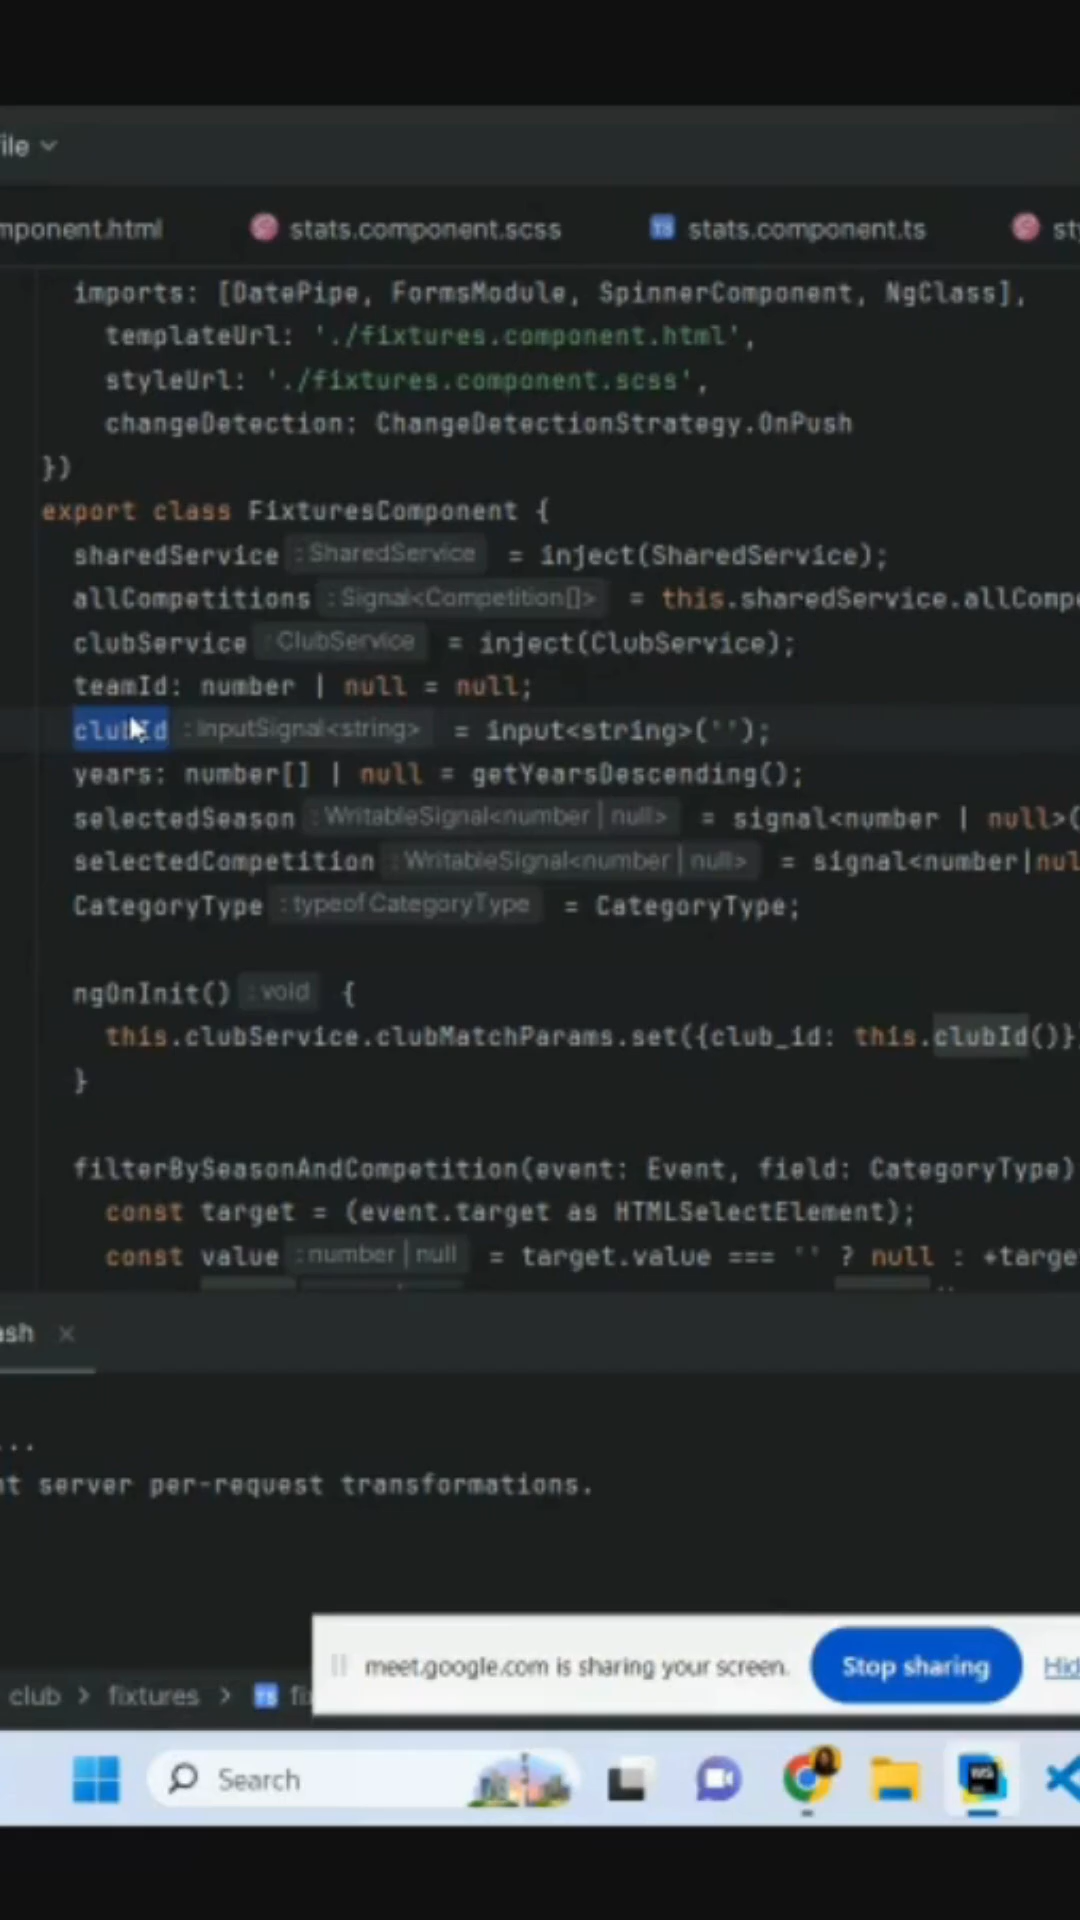 ile
mponent.html stats.component.scss stats.component.ts
imports: [DatePipe, FormsModule, SpinnerComponent, NgClass],
templateUrl: './fixtures.component.html',
styleUrl: './fixtures.component.scss',
changeDetection: ChangeDetectionStrategy.OnPush
})
export class FixturesComponent {
sharedService : SharedService = inject(SharedService);
allCompetitions : Signal<Competition[]> = this.sharedService.allCompe
clubService : ClubService = inject(ClubService);
teamId: number | null = null;
clubId : InputSignal<string> = input<string>('');
years: number[] | null = getYearsDescending();
selectedSeason : WritableSignal<number | null> = signal<number | null>(
selectedCompetition : WritableSignal<number | null> = signal<number|nul
CategoryType : typeof CategoryType = CategoryType;
ngOnInit() : void {
this.clubService.clubMatchParams.set({club_id: this.clubId()}
}
filterBySeasonAndCompetition(event: Event, field: CategoryType)
const target = (event.target as HTMLSelectElement);
const value : number | null = target.value === '' ? null : +targe
ash ×
...
nt server per-request transformations.
meet.google.com is sharing your screen. Stop sharing Hid
club > fixtures > TS fi
Search